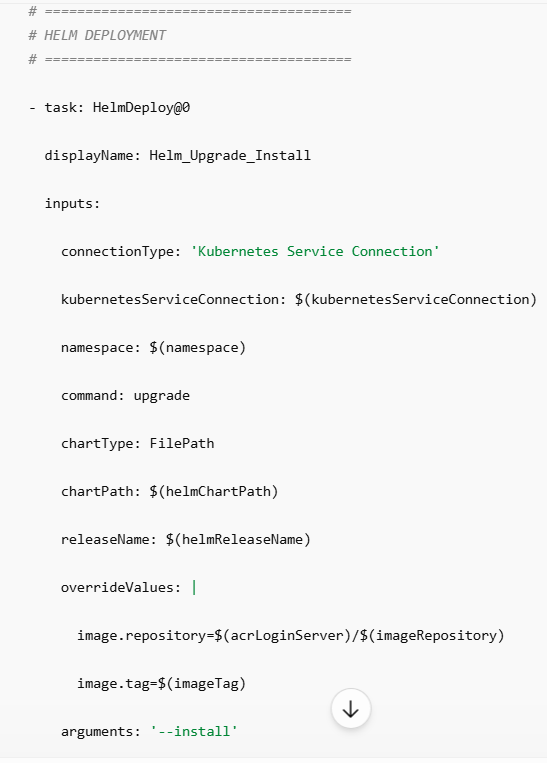 # ======================================
# HELM DEPLOYMENT
# ======================================
- task: HelmDeploy@0
displayName: Helm_Upgrade_Install
inputs:
connectionType: 'Kubernetes Service Connection'
kubernetesServiceConnection: $(kubernetesServiceConnection)
namespace: $(namespace)
command: upgrade
chartType: FilePath
chartPath: $(helmChartPath)
releaseName: $(helmReleaseName)
overrideValues: |
image.repository=$(acrLoginServer)/$(imageRepository)
image.tag=$(imageTag)
arguments: '--install'